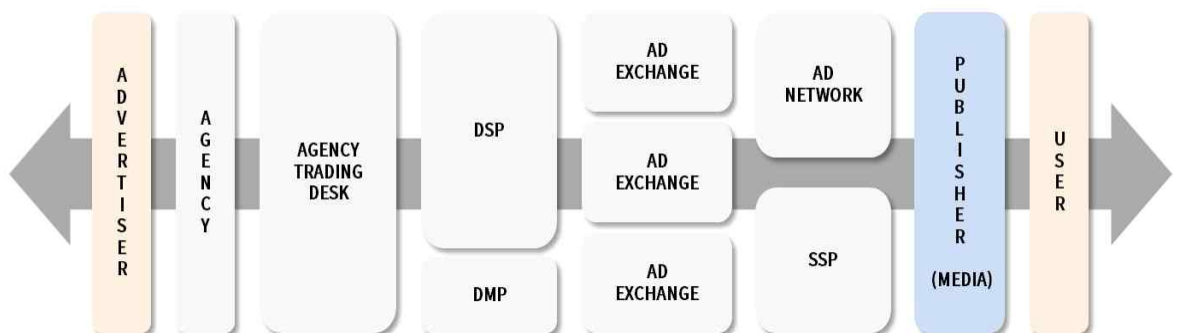 ADVERTISER
AGENCY
AGENCY
TRADING
DESK
DSP
DMP
AD
EXCHANGE
AD
EXCHANGE
AD
EXCHANGE
AD
NETWORK
SSP
PUBLISHER
(MEDIA)
USER